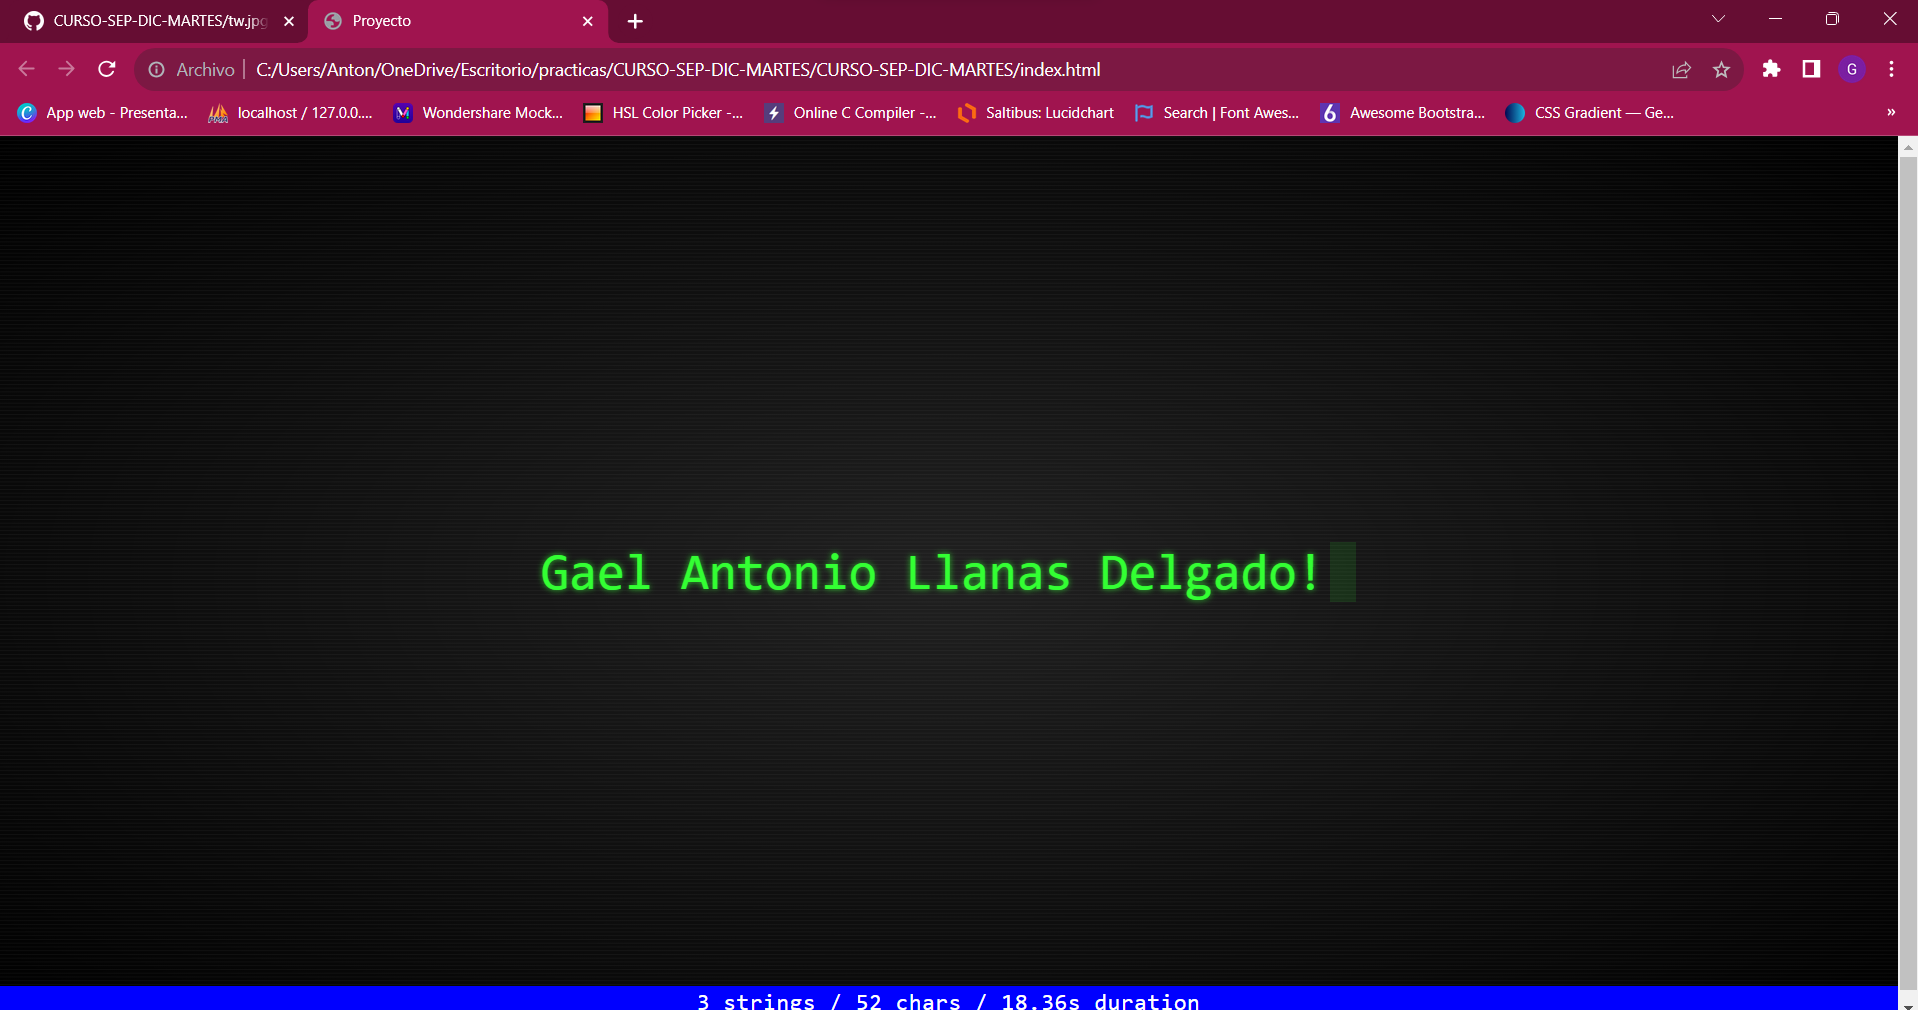 CURSO-SEP-DIC-MARTES/tw.jpg
Proyecto
Archivo C:/Users/Anton/OneDrive/Escritorio/practicas/CURSO-SEP-DIC-MARTES/CURSO-SEP-DIC-MARTES/index.html
G
App web - Presenta... localhost / 127.0.0.... Wondershare Mock... HSL Color Picker -... Online C Compiler -... Saltibus: Lucidchart Search | Font Awes... Awesome Bootstra... CSS Gradient — Ge... »
Gael Antonio Llanas Delgado!
3 strings / 52 chars / 18.36s duration